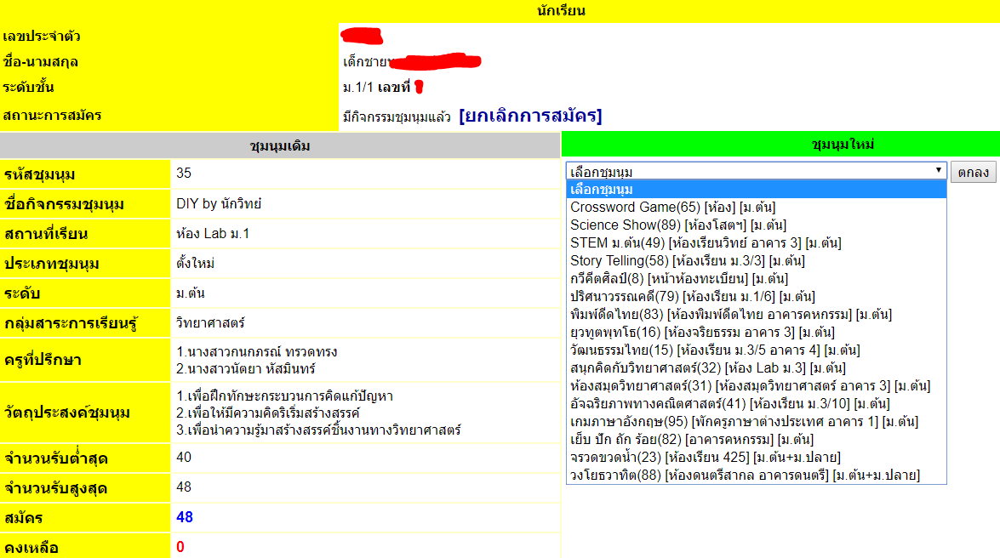 นักเรียน
เลขประจำตัว
ชื่อ-นามสกุล เด็กชาย
ระดับชั้น ม.1/1 เลขที่
สถานะการสมัคร มีกิจกรรมชุมนุมแล้ว [ยกเลิกการสมัคร]
ชุมนุมเดิม ชุมนุมใหม่
รหัสชุมนุม 35
ชื่อกิจกรรมชุมนุม DIY by นักวิทย์
สถานที่เรียน ห้อง Lab ม.1
ประเภทชุมนุม ตั้งใหม่
ระดับ ม.ต้น
กลุ่มสาระการเรียนรู้ วิทยาศาสตร์
ครูที่ปรึกษา
1.นางสาวกนกภรณ์ ทรวดทรง
2.นางสาวนัตยา หัสมินทร์
วัตถุประสงค์ชุมนุม
1.เพื่อฝึกทักษะกระบวนการคิดแก้ปัญหา
2.เพื่อให้มีความคิดริเริ่มสร้างสรรค์
3.เพื่อนำความรู้มาสร้างสรรค์ชิ้นงานทางวิทยาศาสตร์
จำนวนรับต่ำสุด 40
จำนวนรับสูงสุด 48
สมัคร 48
คงเหลือ 0
เลือกชุมนุม ตกลง
เลือกชุมนุม
Crossword Game(65) [ห้อง] [ม.ต้น]
Science Show(89) [ห้องโสตฯ] [ม.ต้น]
STEM ม.ต้น(49) [ห้องเรียนวิทย์ อาคาร 3] [ม.ต้น]
Story Telling(58) [ห้องเรียน ม.3/3] [ม.ต้น]
กวีคีตศิลป์(8) [หน้าห้องทะเบียน] [ม.ต้น]
ปริศนาวรรณคดี(79) [ห้องเรียน ม.1/6] [ม.ต้น]
พิมพ์ดีดไทย(83) [ห้องพิมพ์ดีดไทย อาคารคหกรรม] [ม.ต้น]
ยุวทูตพุทโธ(16) [ห้องจริยธรรม อาคาร 3] [ม.ต้น]
วัฒนธรรมไทย(15) [ห้องเรียน ม.3/5 อาคาร 4] [ม.ต้น]
สนุกคิดกับวิทยาศาสตร์(32) [ห้อง Lab ม.3] [ม.ต้น]
ห้องสมุดวิทยาศาสตร์(31) [ห้องสมุดวิทยาศาสตร์ อาคาร 3] [ม.ต้น]
อัจฉริยภาพทางคณิตศาสตร์(41) [ห้องเรียน ม.3/10] [ม.ต้น]
เกมภาษาอังกฤษ(95) [พักครูภาษาต่างประเทศ อาคาร 1] [ม.ต้น]
เย็บ ปัก ถัก ร้อย(82) [อาคารคหกรรม] [ม.ต้น]
จรวดขวดน้ำ(23) [ห้องเรียน 425] [ม.ต้น+ม.ปลาย]
วงโยธวาทิต(88) [ห้องดนตรีสากล อาคารดนตรี] [ม.ต้น+ม.ปลาย]